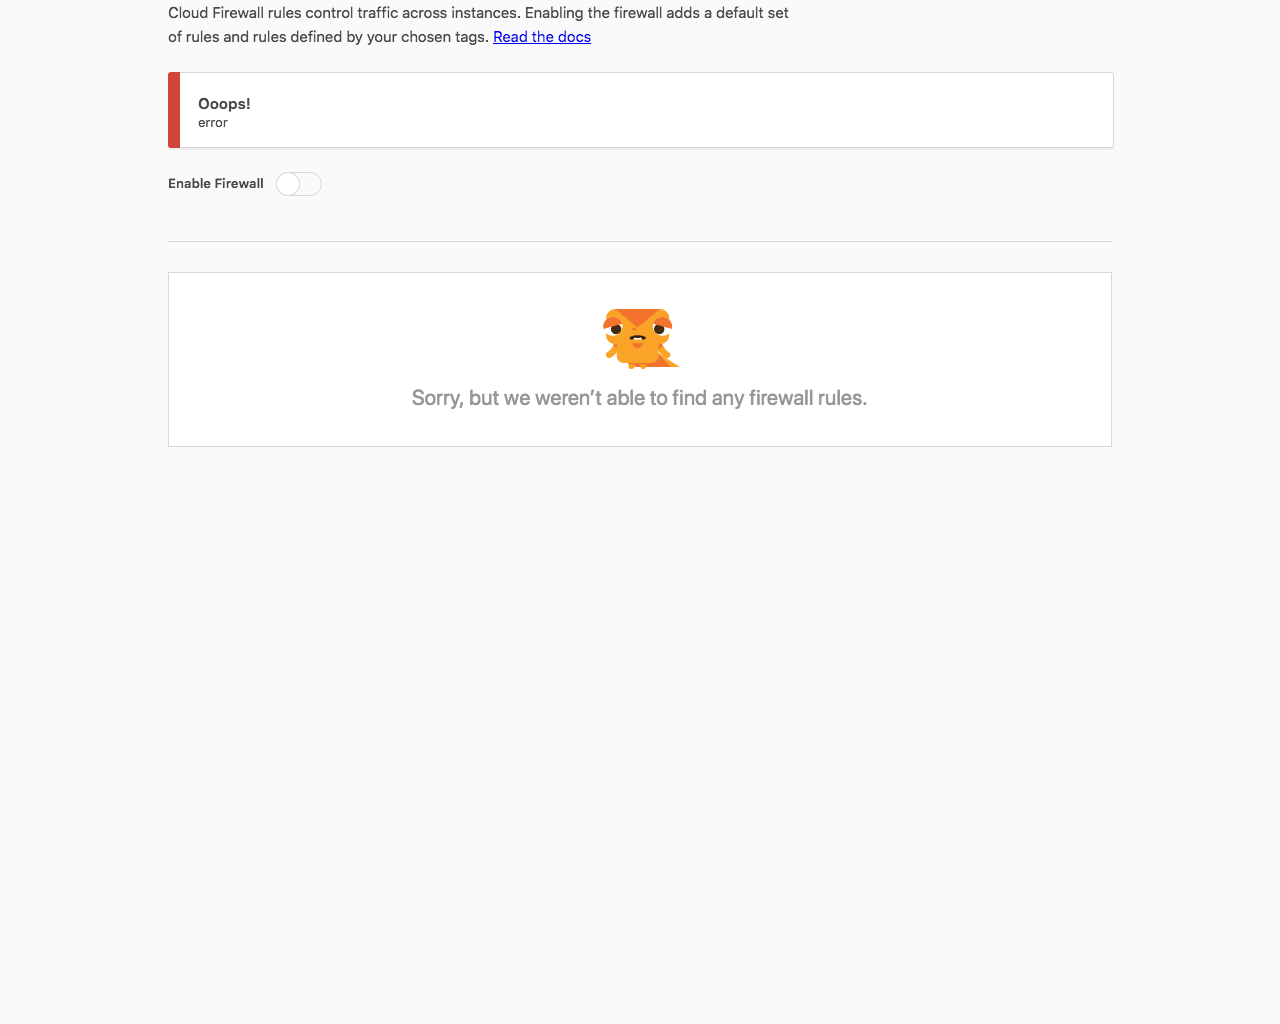 Cloud Firewall rules control traffic across instances. Enabling the firewall adds a default set
of rules and rules defined by your chosen tags. Read the docs
Ooops!
error
Enable Firewall
Sorry, but we weren’t able to find any firewall rules.